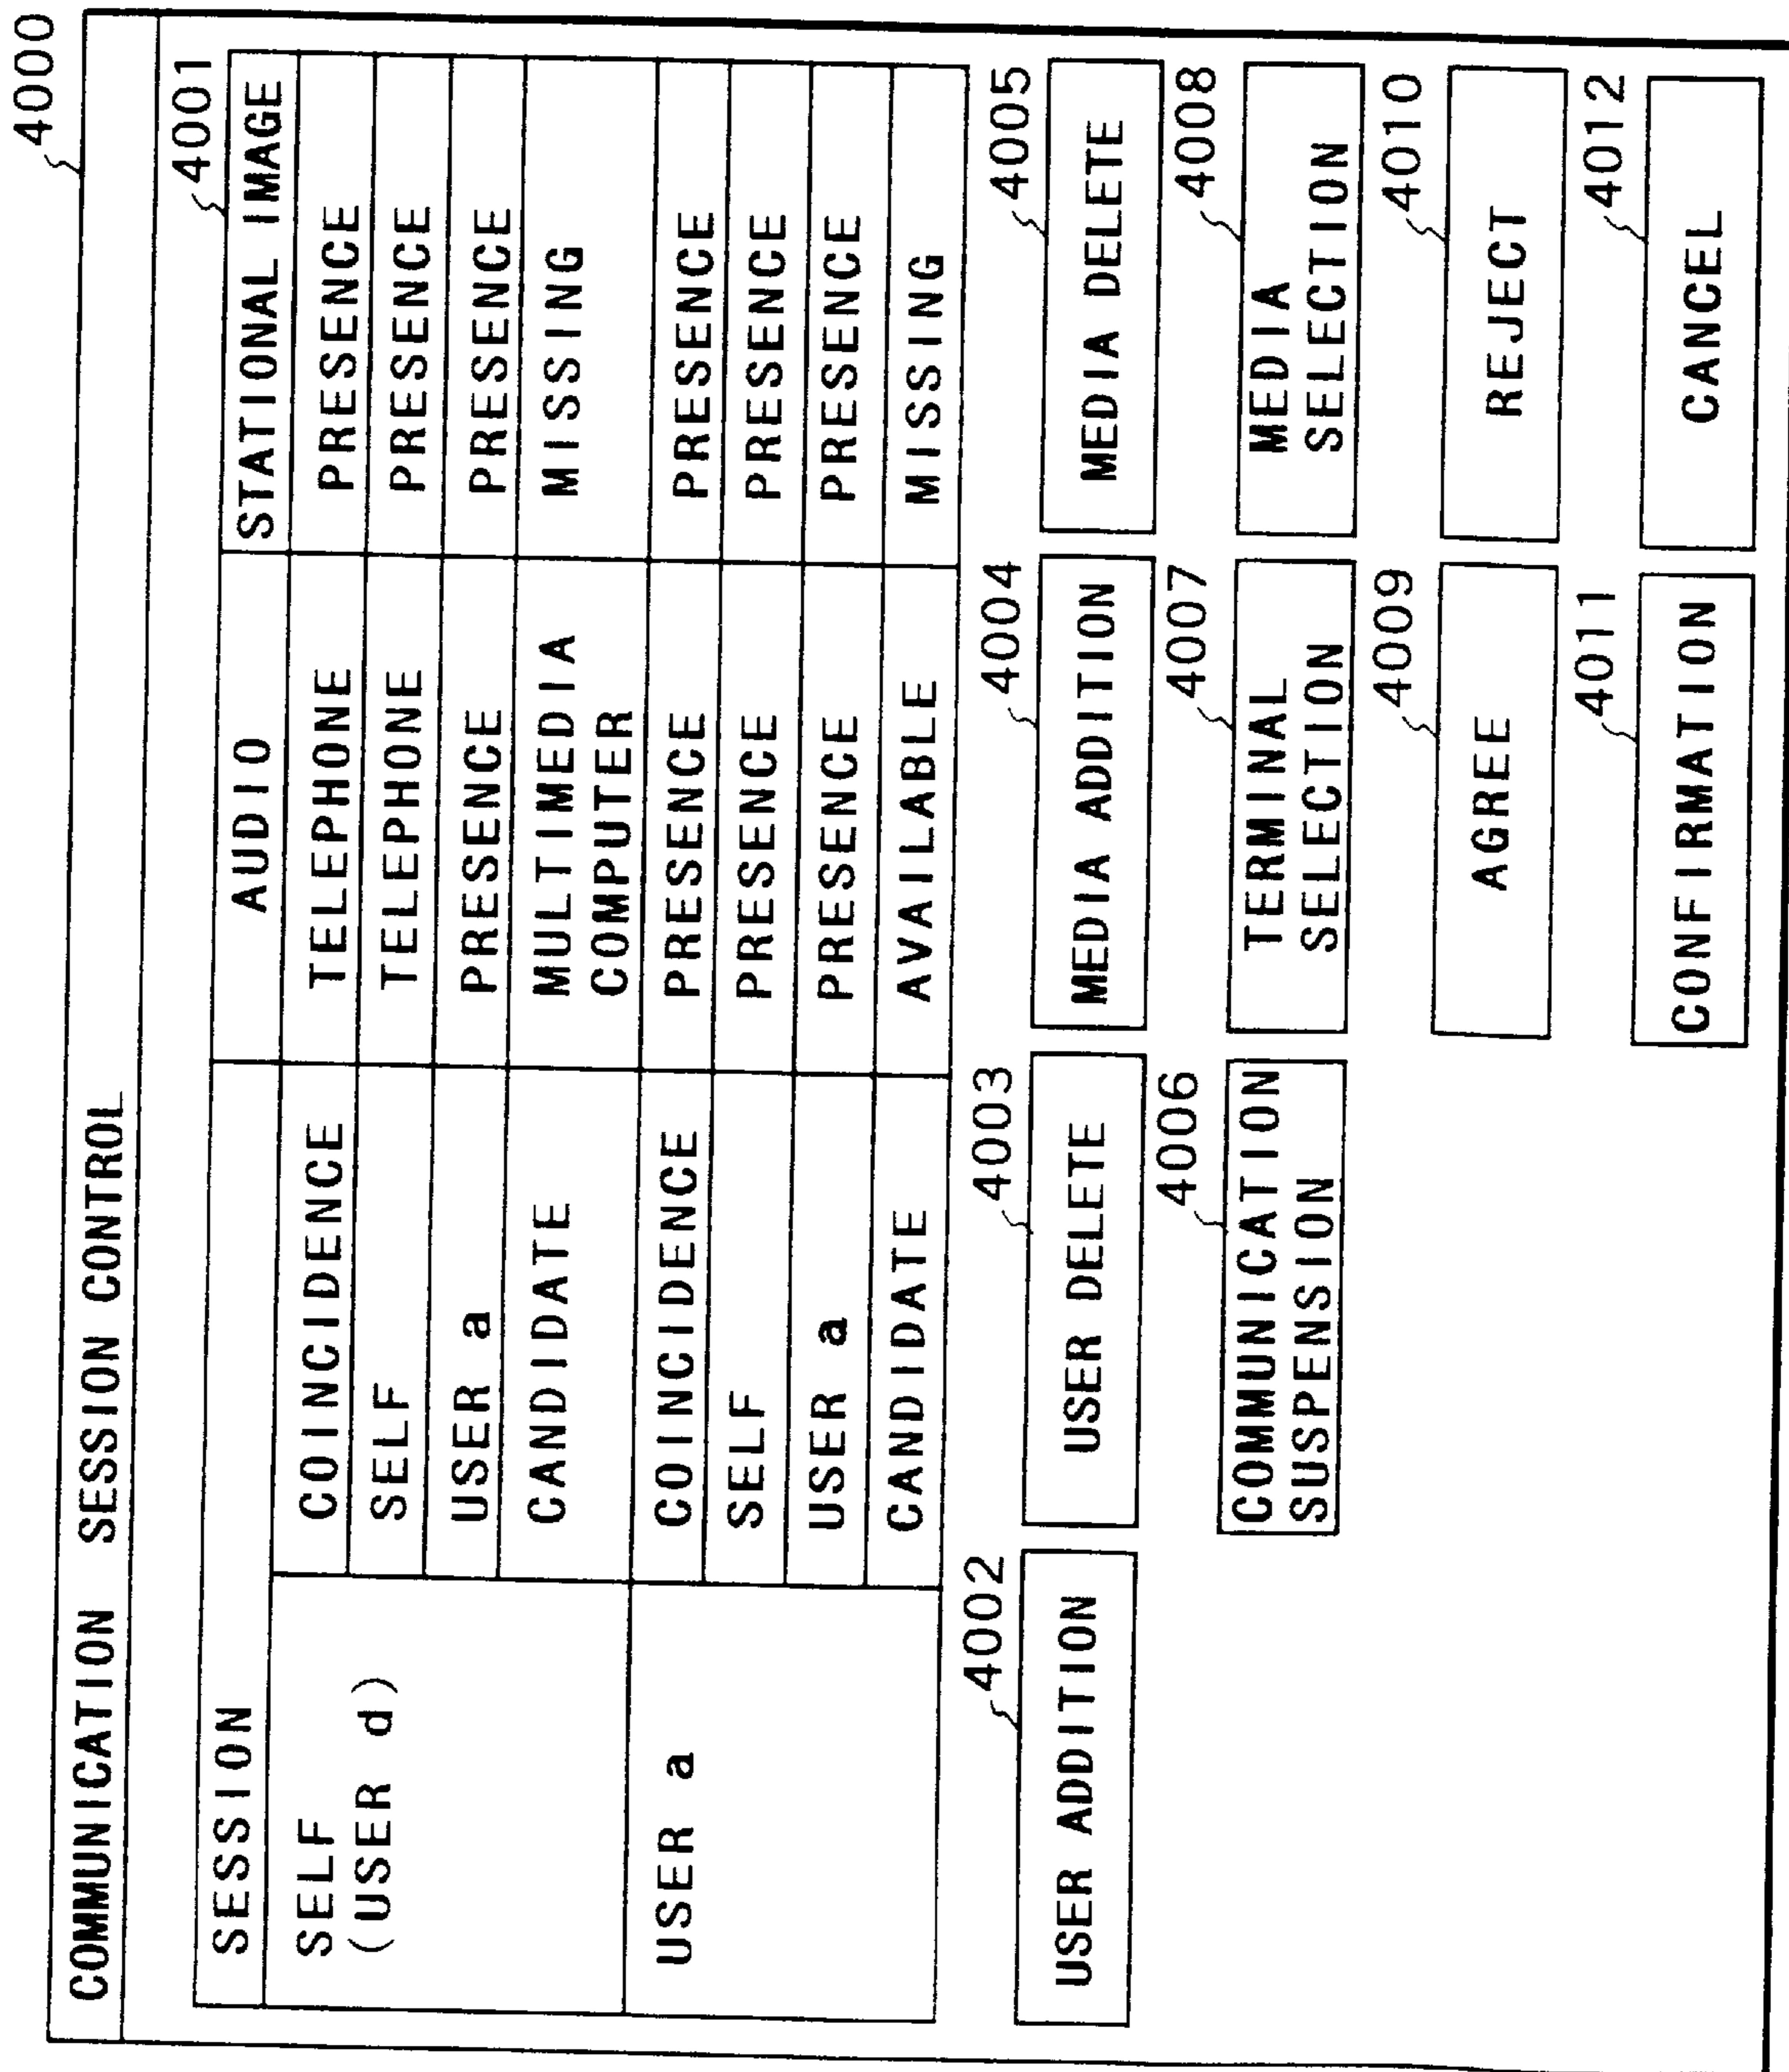 4000
COMMUNICATION SESSION CONTROL
4001
SESSION AUDIO STATIONAL IMAGE
SELF
(USER d)
COINCIDENCE TELEPHONE PRESENCE
SELF TELEPHONE PRESENCE
USER a PRESENCE PRESENCE
CANDIDATE MULTIMEDIA MISSING
COMPUTER
USER a
COINCIDENCE PRESENCE PRESENCE
SELF PRESENCE PRESENCE
USER a PRESENCE PRESENCE
CANDIDATE AVAILABLE MISSING
4002 4003 4004 4005
USER ADDITION USER DELETE MEDIA ADDITION MEDIA DELETE
4006 4007 4008
COMMUNICATION TERMINAL MEDIA
SUSPENSION SELECTION SELECTION
4009 4010
AGREE REJECT
4011 4012
CONFIRMATION CANCEL